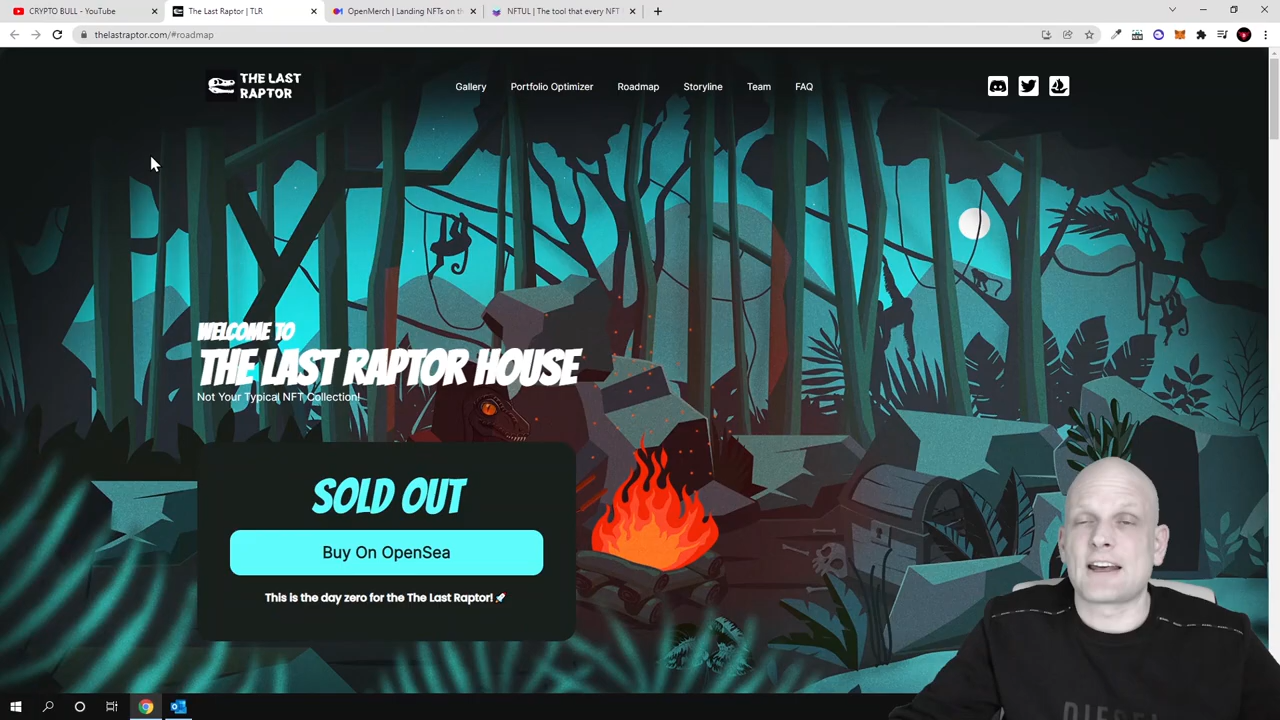 CRYPTO BULL - YouTube
The Last Raptor | TLR
OpenMerch | Landing NFTs on th
NFTUL | The tool that every NFT
thelastraptor.com/#roadmap
THE LAST
RAPTOR
Gallery
Portfolio Optimizer
Roadmap
Storyline
Team
FAQ
WELCOME TO
THE LAST RAPTOR HOUSE
Not Your Typical NFT Collection!
SOLD OUT
Buy On OpenSea
This is the day zero for the The Last Raptor! 🚀
DIESEL